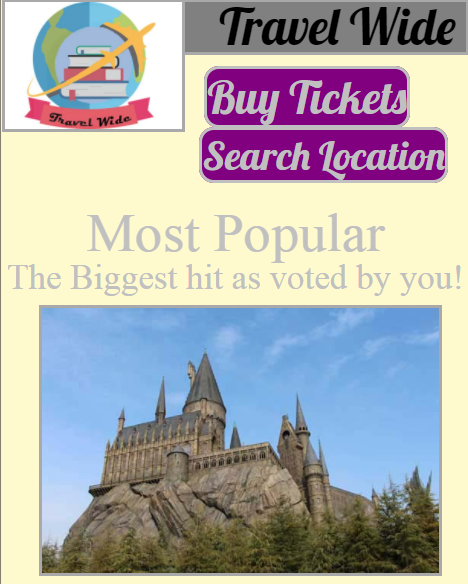 Travel Wide
Travel Wide
Buy Tickets
Search Location
Most Popular
The Biggest hit as voted by you!